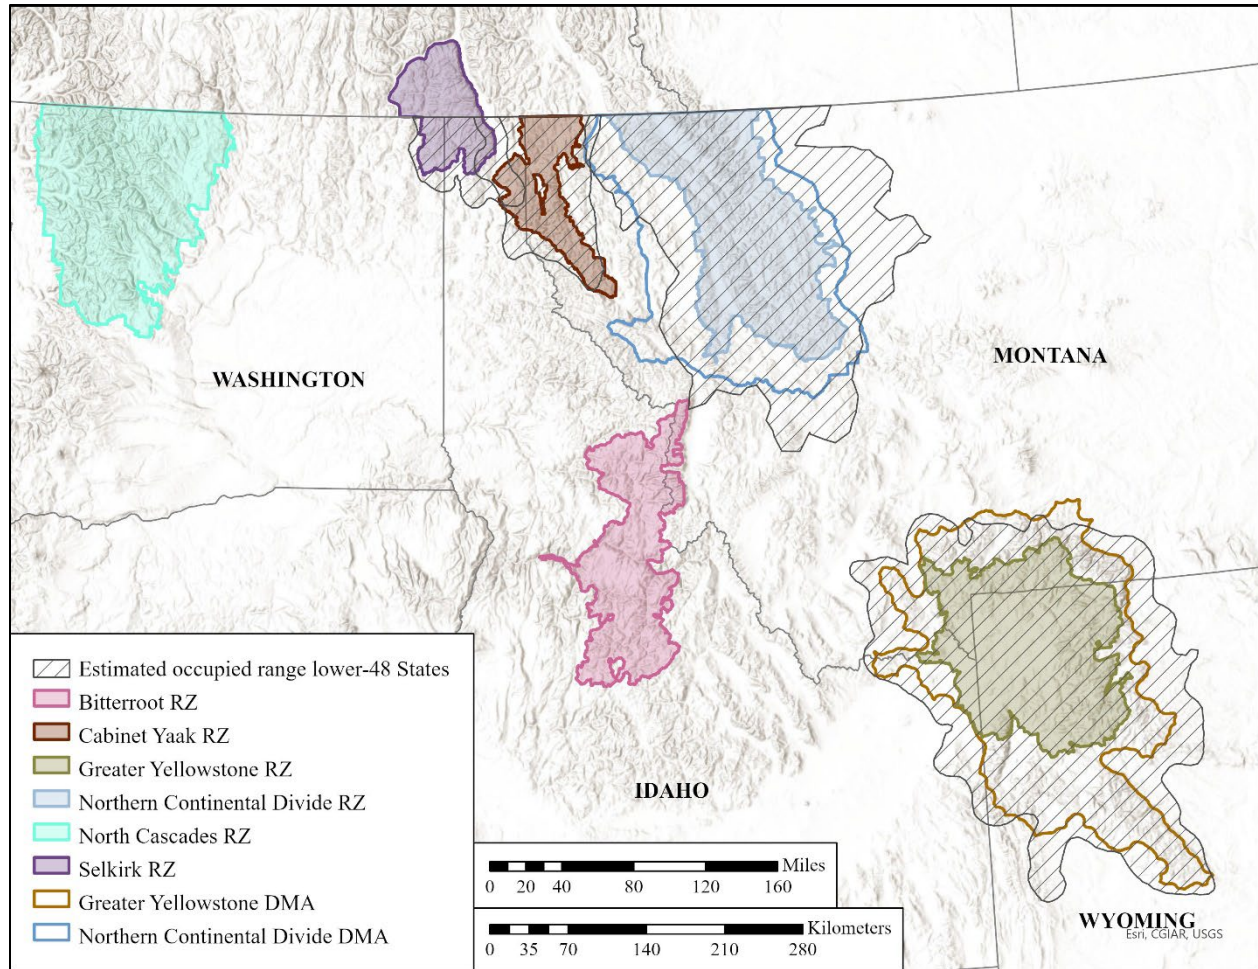 WASHINGTON
MONTANA
IDAHO
WYOMING
Esri, CGIAR, USGS
Estimated occupied range lower-48 States
Bitterroot RZ
Cabinet Yaak RZ
Greater Yellowstone RZ
Northern Continental Divide RZ
North Cascades RZ
Selkirk RZ
Greater Yellowstone DMA
Northern Continental Divide DMA
Miles
0 20 40 80 120 160
Kilometers
0 35 70 140 210 280